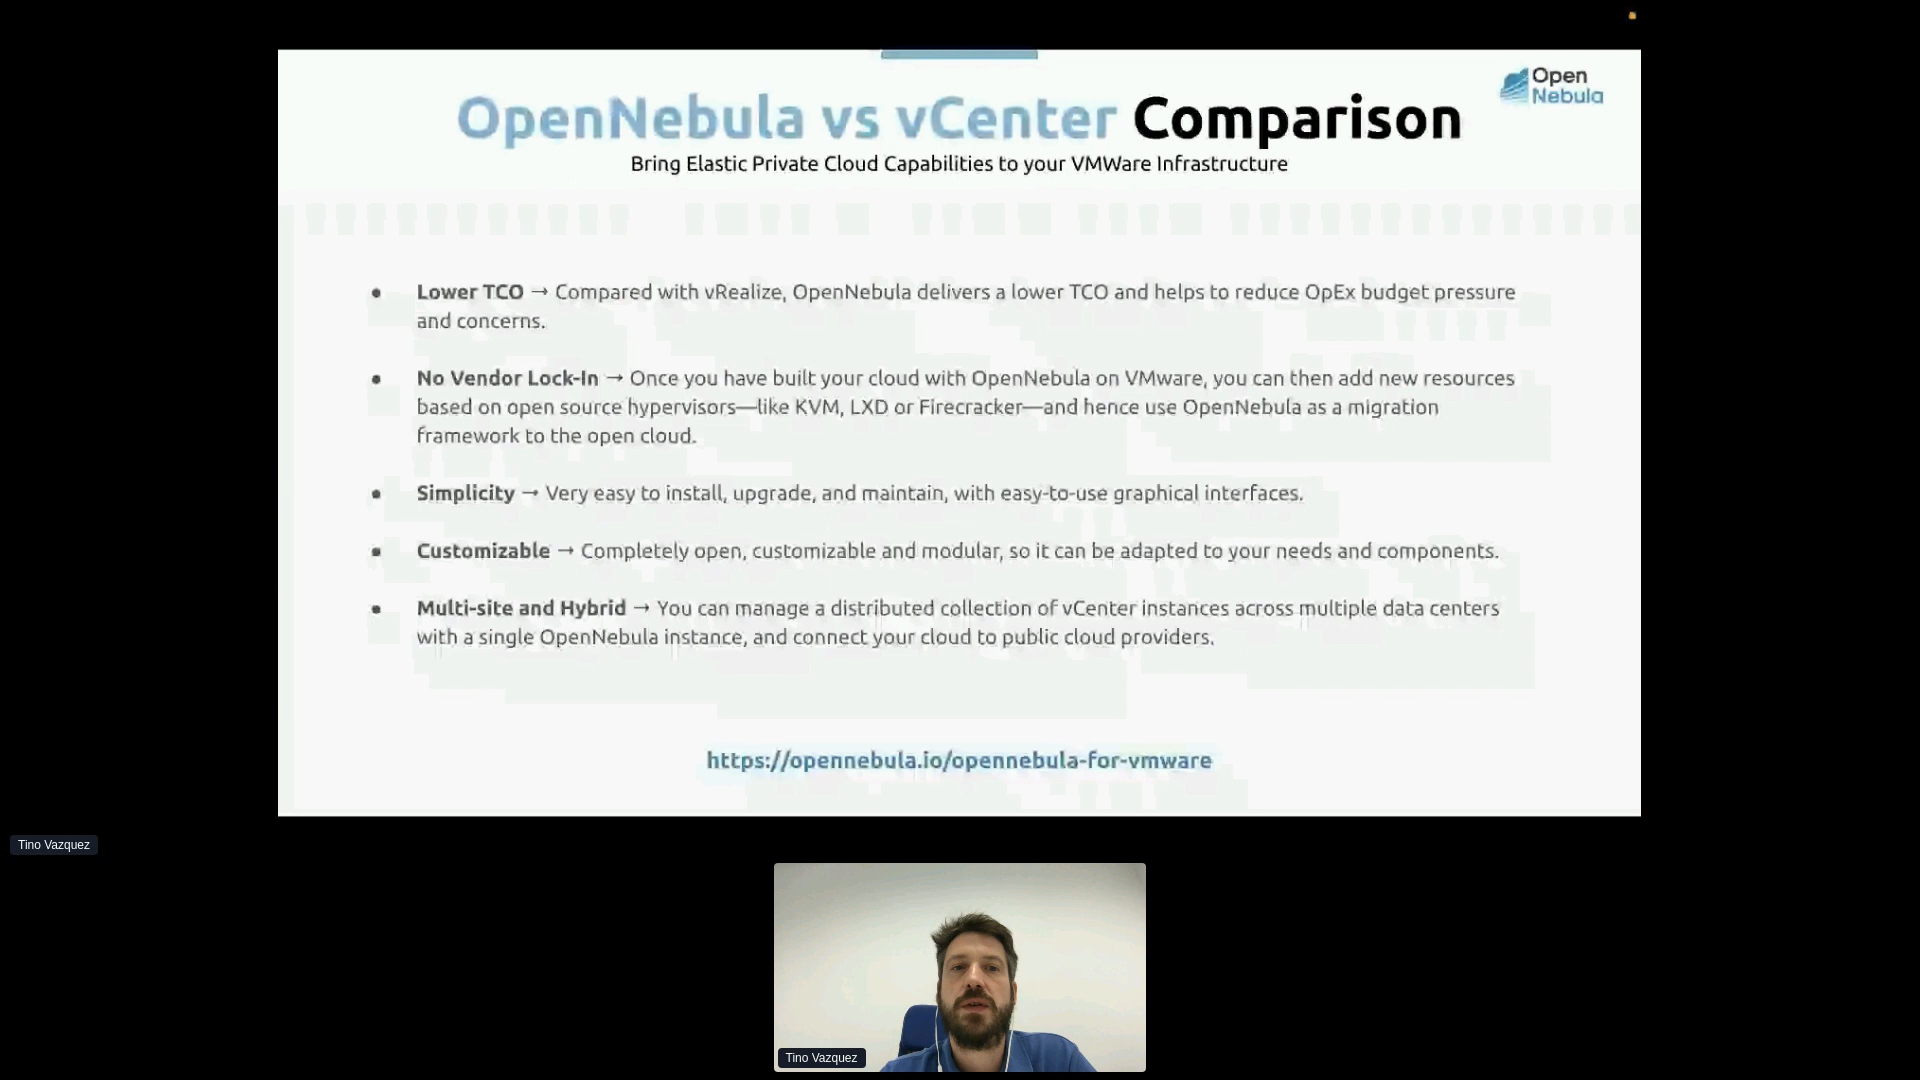 Open
Nebula
OpenNebula vs vCenter Comparison
Bring Elastic Private Cloud Capabilities to your VMWare Infrastructure
● Lower TCO → Compared with vRealize, OpenNebula delivers a lower TCO and helps to reduce OpEx budget pressure
and concerns.
● No Vendor Lock-In → Once you have built your cloud with OpenNebula on VMware, you can then add new resources
based on open source hypervisors—like KVM, LXD or Firecracker—and hence use OpenNebula as a migration
framework to the open cloud.
● Simplicity → Very easy to install, upgrade, and maintain, with easy-to-use graphical interfaces.
● Customizable → Completely open, customizable and modular, so it can be adapted to your needs and components.
● Multi-site and Hybrid → You can manage a distributed collection of vCenter instances across multiple data centers
with a single OpenNebula instance, and connect your cloud to public cloud providers.
https://opennebula.io/opennebula-for-vmware
Tino Vazquez
Tino Vazquez